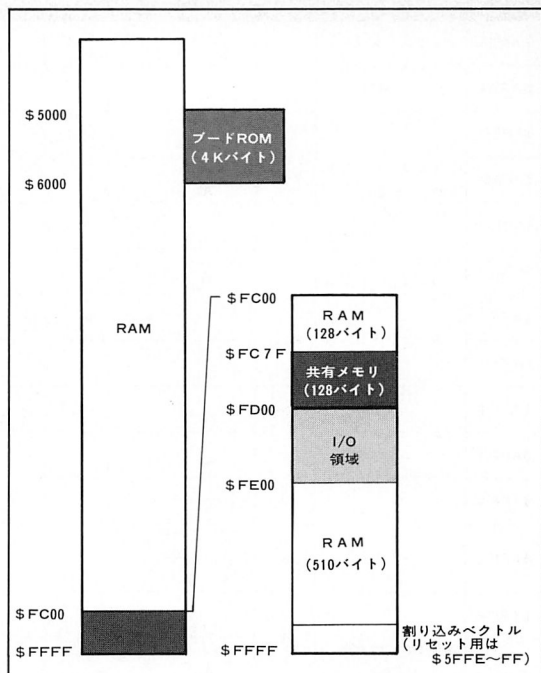 $5000
ブートROM
(4Kバイト)
$6000
RAM
$FC00
$FFFF
$FC00
RAM
(128バイト)
$FC7F
共有メモリ
(128バイト)
$FD00
I/O
領域
$FE00
RAM
(510バイト)
$FFFF
割り込みベクトル
(リセット用は
$5FFE～FF)